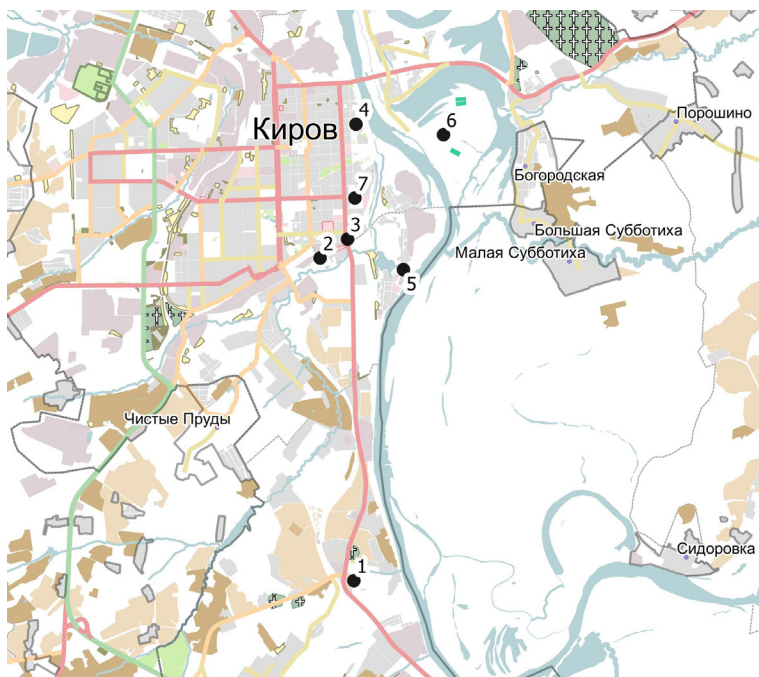 Порошино
4
Киров
6
Богородская
7
3
Большая Субботиха
2
Малая Субботиха
5
Чистые Пруды
Сидоровка
1